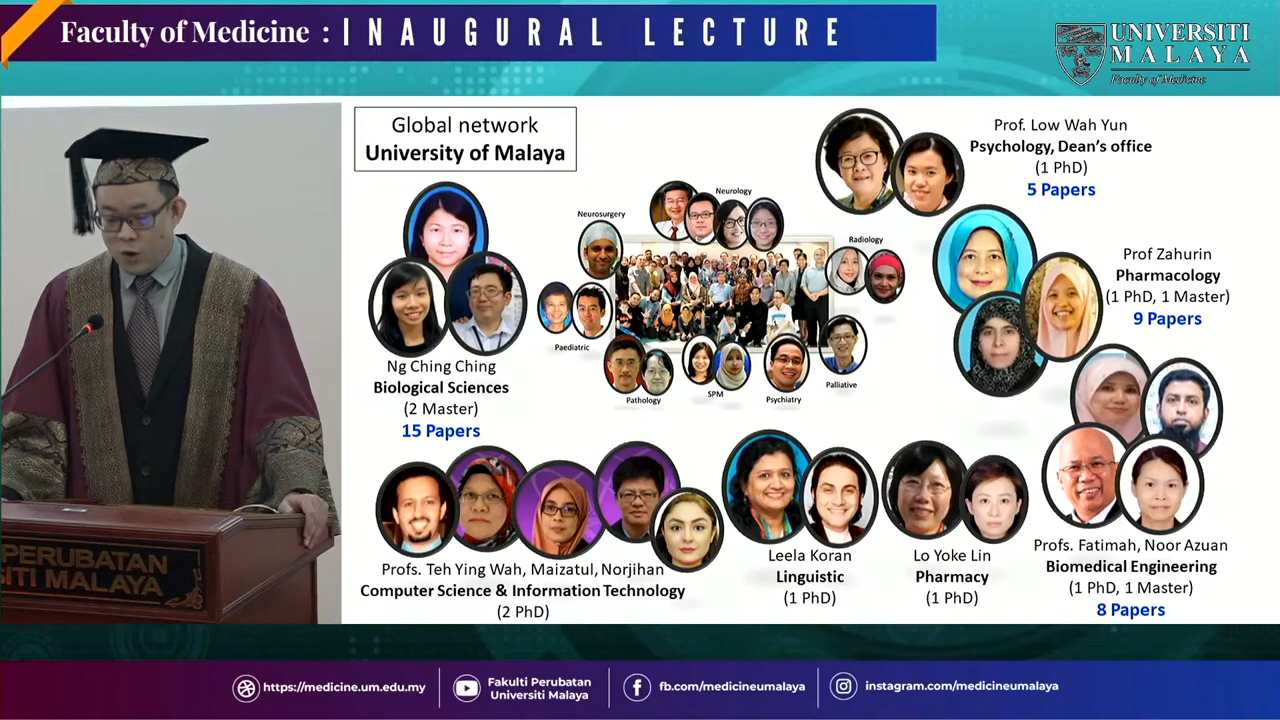 Faculty of Medicine : INAUGURAL LECTURE
UNIVERSITI
MALAYA
Faculty of Medicine
Global network
University of Malaya
Prof. Low Wah Yun
Psychology, Dean's office
(1 PhD)
5 Papers
Neurology
Neurosurgery
Radiology
Prof Zahurin
Pharmacology
(1 PhD, 1 Master)
9 Papers
Paediatric
Ng Ching Ching
Biological Sciences
(2 Master)
15 Papers
Pathology
SPM
Psychiatry
Palliative
Profs. Teh Ying Wah, Maizatul, Norjihan
Computer Science & Information Technology
(2 PhD)
Leela Koran
Linguistic
(1 PhD)
Lo Yoke Lin
Pharmacy
(1 PhD)
Profs. Fatimah, Noor Azuan
Biomedical Engineering
(1 PhD, 1 Master)
8 Papers
PERUBATAN
SITI MALAYA
https://medicine.um.edu.my
Fakulti Perubatan
Universiti Malaya
fb.com/medicineumalaya
instagram.com/medicineumalaya